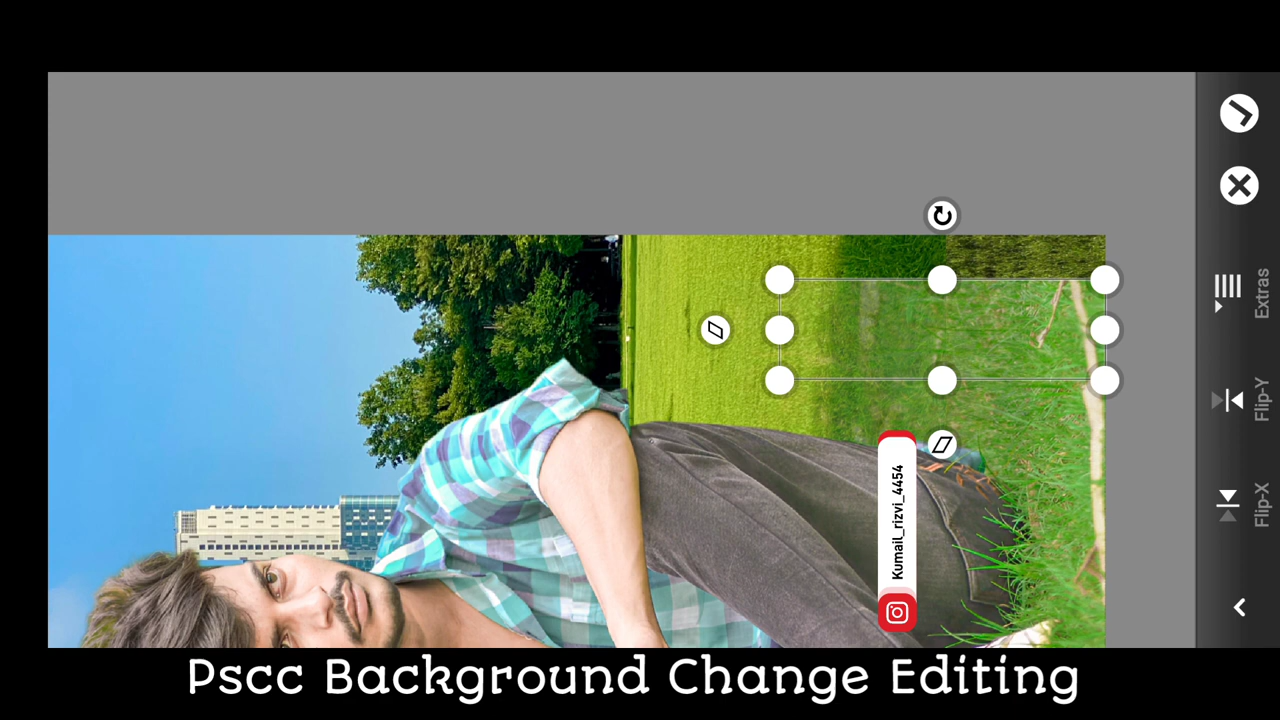 Extras
Flip-Y
Flip-X
Kumail_rizvi_4454
Pscc Background Change Editing